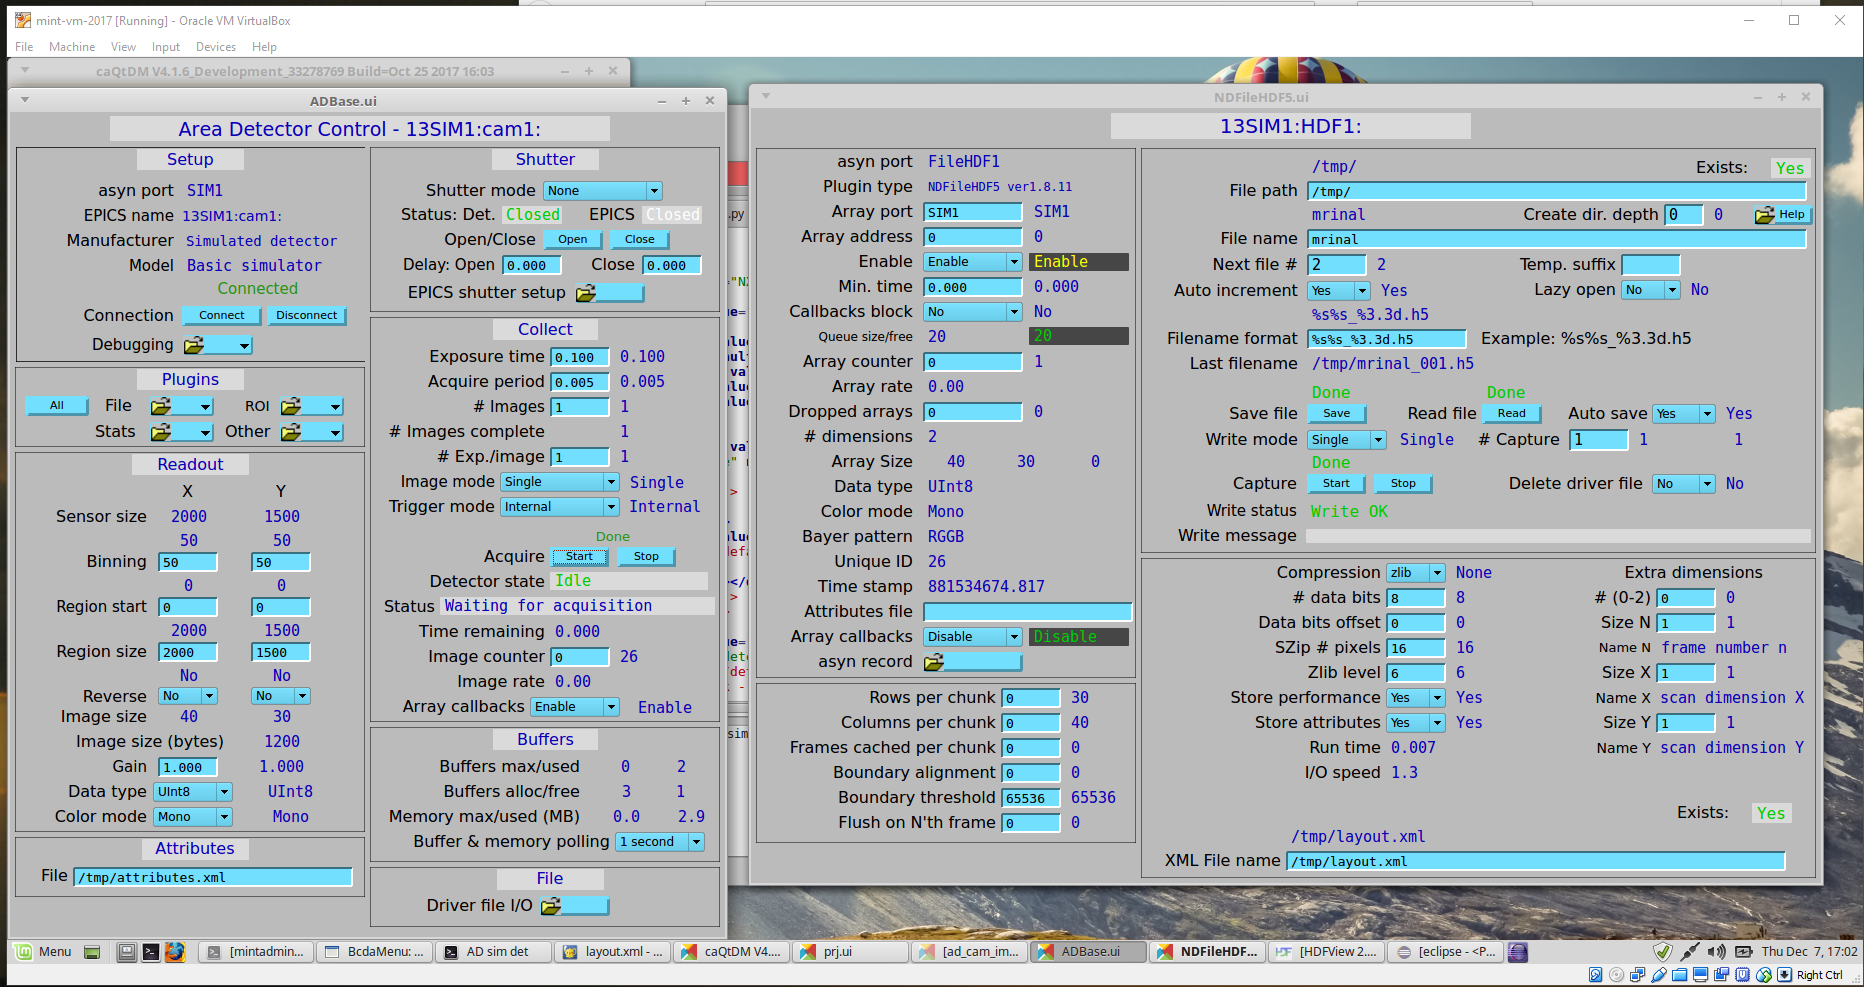 mint-vm-2017 [Running] - Oracle VM VirtualBox
File Machine View Input Devices Help
caQtDM V4.1.6_Development_33278769 Build=Oct 25 2017 16:03
ADBase.ui
Area Detector Control - 13SIM1:cam1:
Setup
asyn port SIM1
EPICS name 13SIM1:cam1:
Manufacturer Simulated detector
Model Basic simulator
Connected
Connection Connect Disconnect
Debugging
Plugins
All File ROI
Stats Other
Readout
X Y
Sensor size 2000 1500
50 50
Binning 50 50
0 0
Region start 0 0
2000 1500
Region size 2000 1500
No No
Reverse No No
Image size 40 30
Image size (bytes) 1200
Gain 1.000 1.000
Data type UInt8 UInt8
Color mode Mono Mono
Attributes
File /tmp/attributes.xml
Shutter
Shutter mode None
Status: Det. Closed EPICS Closed
Open/Close Open Close
Delay: Open 0.000 Close 0.000
EPICS shutter setup
Collect
Exposure time 0.100 0.100
Acquire period 0.005 0.005
# Images 1 1
# Images complete 1
# Exp./image 1 1
Image mode Single Single
Trigger mode Internal Internal
Done
Acquire Start Stop
Detector state Idle
Status Waiting for acquisition
Time remaining 0.000
Image counter 0 26
Image rate 0.00
Array callbacks Enable Enable
Buffers
Buffers max/used 0 2
Buffers alloc/free 3 1
Memory max/used (MB) 0.0 2.9
Buffer & memory polling 1 second
File
Driver file I/O
.py
NDFileHDF5.ui
13SIM1:HDF1:
asyn port FileHDF1
Plugin type NDFileHDF5 ver1.8.11
Array port SIM1 SIM1
Array address 0 0
Enable Enable Enable
Min. time 0.000 0.000
Callbacks block No No
Queue size/free 20 20
Array counter 0 1
Array rate 0.00
Dropped arrays 0 0
# dimensions 2
Array Size 40 30 0
Data type UInt8
Color mode Mono
Bayer pattern RGGB
Unique ID 26
Time stamp 881534674.817
Attributes file
Array callbacks Disable Disable
asyn record
Rows per chunk 0 30
Columns per chunk 0 40
Frames cached per chunk 0 0
Boundary alignment 0 0
Boundary threshold 65536 65536
Flush on N'th frame 0 0
/tmp/ Exists: Yes
File path /tmp/
mrinal Create dir. depth 0 0 Help
File name mrinal
Next file # 2 2 Temp. suffix
Auto increment Yes Yes Lazy open No No
%s%s_%3.3d.h5
Filename format %s%s_%3.3d.h5 Example: %s%s_%3.3d.h5
Last filename /tmp/mrinal_001.h5
Done Done
Save file Save Read file Read Auto save Yes Yes
Write mode Single Single # Capture 1 1 1
Done
Capture Start Stop Delete driver file No No
Write status Write OK
Write message
Compression zlib None Extra dimensions
# data bits 8 8 # (0-2) 0 0
Data bits offset 0 0 Size N 1 1
SZip # pixels 16 16 Name N frame number n
Zlib level 6 6 Size X 1 1
Store performance Yes Yes Name X scan dimension X
Store attributes Yes Yes Size Y 1 1
Run time 0.007 Name Y scan dimension Y
I/O speed 1.3
Exists: Yes
/tmp/layout.xml
XML File name /tmp/layout.xml
Menu [mintadmin... BcdaMenu: ... AD sim det layout.xml - ... caQtDM V4.... prj.ui [ad_cam_im... ADBase.ui NDFileHDF... [HDFView 2.... [eclipse - <P... Thu Dec 7, 17:02
Right Ctrl